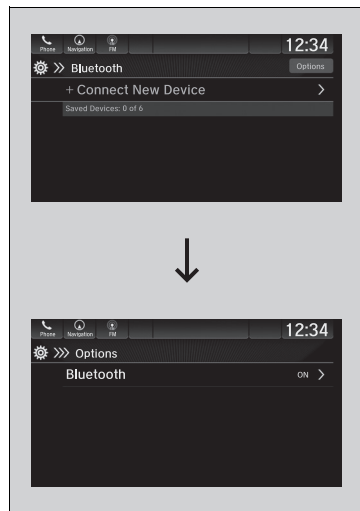 Phone Navigation FM 12:34
Bluetooth Options
+ Connect New Device
Saved Devices: 0 of 6
Phone Navigation FM 12:34
Options
Bluetooth ON